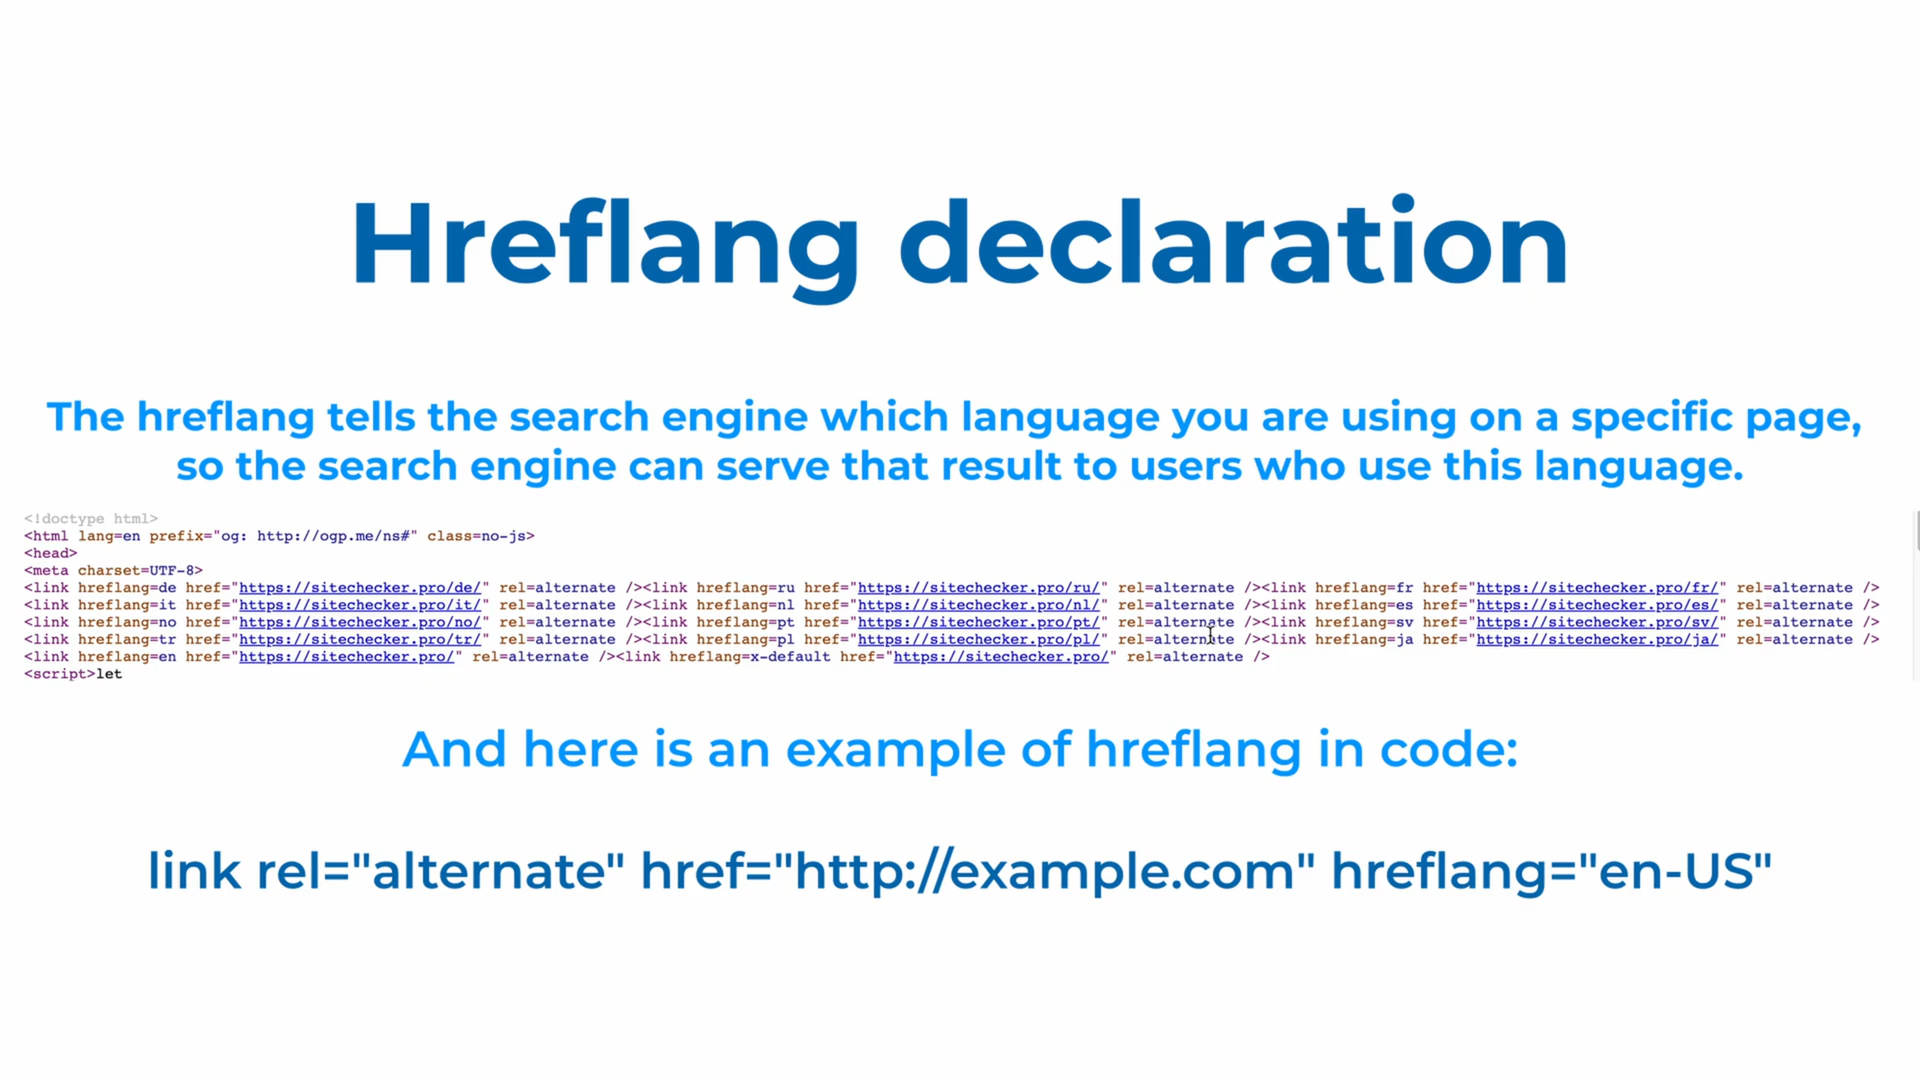 Hreflang declaration
The hreflang tells the search engine which language you are using on a specific page,
so the search engine can serve that result to users who use this language.
<!doctype html>
<html lang=en prefix="og: http://ogp.me/ns#" class=no-js>
<head>
<meta charset=UTF-8>
<link hreflang=de href="https://sitechecker.pro/de/" rel=alternate /><link hreflang=ru href="https://sitechecker.pro/ru/" rel=alternate /><link hreflang=fr href="https://sitechecker.pro/fr/" rel=alternate />
<link hreflang=it href="https://sitechecker.pro/it/" rel=alternate /><link hreflang=nl href="https://sitechecker.pro/nl/" rel=alternate /><link hreflang=es href="https://sitechecker.pro/es/" rel=alternate />
<link hreflang=no href="https://sitechecker.pro/no/" rel=alternate /><link hreflang=pt href="https://sitechecker.pro/pt/" rel=alternate /><link hreflang=sv href="https://sitechecker.pro/sv/" rel=alternate />
<link hreflang=tr href="https://sitechecker.pro/tr/" rel=alternate /><link hreflang=pl href="https://sitechecker.pro/pl/" rel=alternate /><link hreflang=ja href="https://sitechecker.pro/ja/" rel=alternate />
<link hreflang=en href="https://sitechecker.pro/" rel=alternate /><link hreflang=x-default href="https://sitechecker.pro/" rel=alternate />
<script>let
And here is an example of hreflang in code:
link rel="alternate" href="http://example.com" hreflang="en-US"